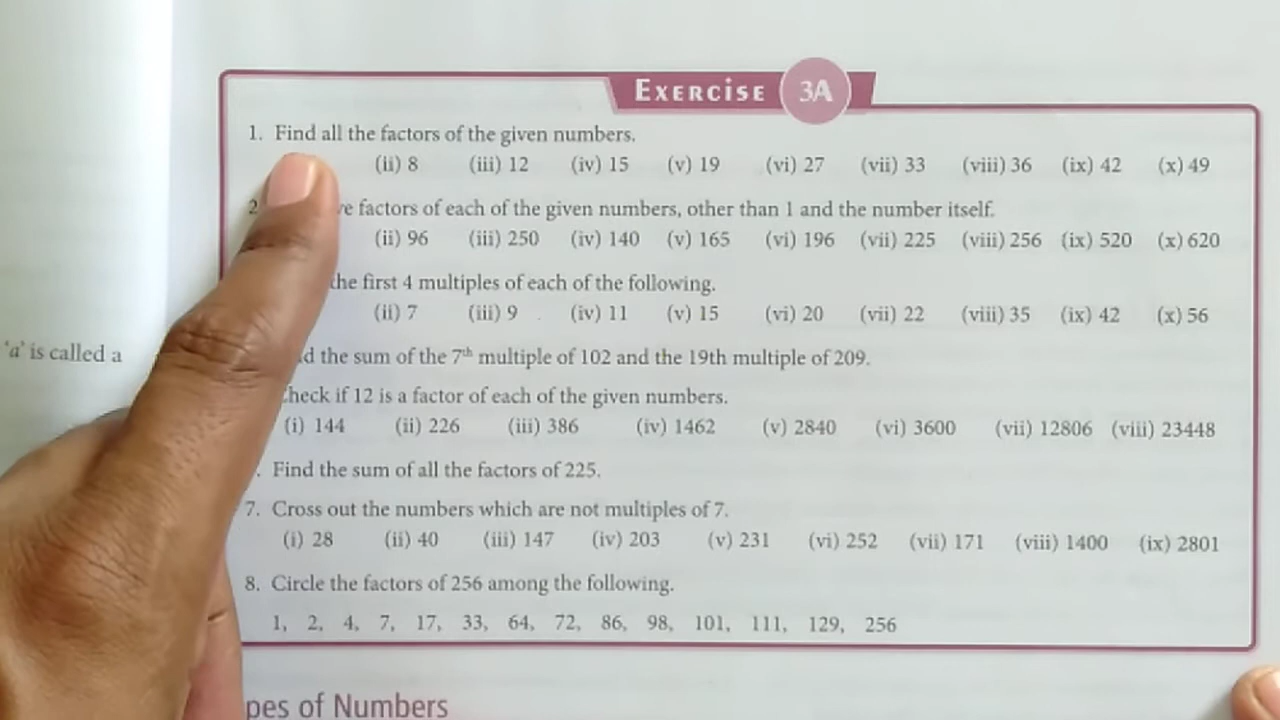 EXERCISE 3A
1. Find all the factors of the given numbers.
(ii) 8 (iii) 12 (iv) 15 (v) 19 (vi) 27 (vii) 33 (viii) 36 (ix) 42 (x) 49
2 factors of each of the given numbers, other than 1 and the number itself.
(ii) 96 (iii) 250 (iv) 140 (v) 165 (vi) 196 (vii) 225 (viii) 256 (ix) 520 (x) 620
the first 4 multiples of each of the following.
(ii) 7 (iii) 9 (iv) 11 (v) 15 (vi) 20 (vii) 22 (viii) 35 (ix) 42 (x) 56
'a' is called a
the sum of the 7th multiple of 102 and the 19th multiple of 209.
heck if 12 is a factor of each of the given numbers.
(i) 144 (ii) 226 (iii) 386 (iv) 1462 (v) 2840 (vi) 3600 (vii) 12806 (viii) 23448
. Find the sum of all the factors of 225.
7. Cross out the numbers which are not multiples of 7.
(i) 28 (ii) 40 (iii) 147 (iv) 203 (v) 231 (vi) 252 (vii) 171 (viii) 1400 (ix) 2801
8. Circle the factors of 256 among the following.
1, 2, 4, 7, 17, 33, 64, 72, 86, 98, 101, 111, 129, 256
pes of Numbers